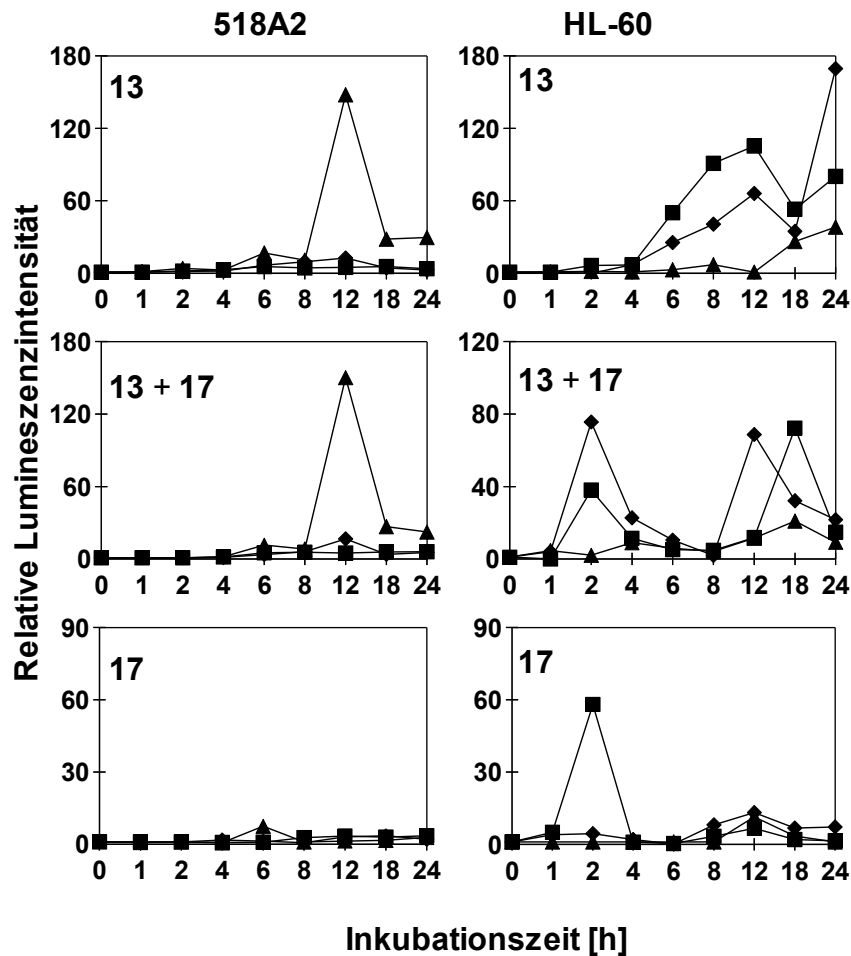 518A2 HL-60
Relative Lumineszenzintensität
180 13 180 13
120 120
60 60
0 0
0 1 2 4 6 8 12 18 24 0 1 2 4 6 8 12 18 24
180 13 + 17 120 13 + 17
120 80
60 40
0 0
0 1 2 4 6 8 12 18 24 0 1 2 4 6 8 12 18 24
90 17 90 17
60 60
30 30
0 0
0 1 2 4 6 8 12 18 24 0 1 2 4 6 8 12 18 24
Inkubationszeit [h]